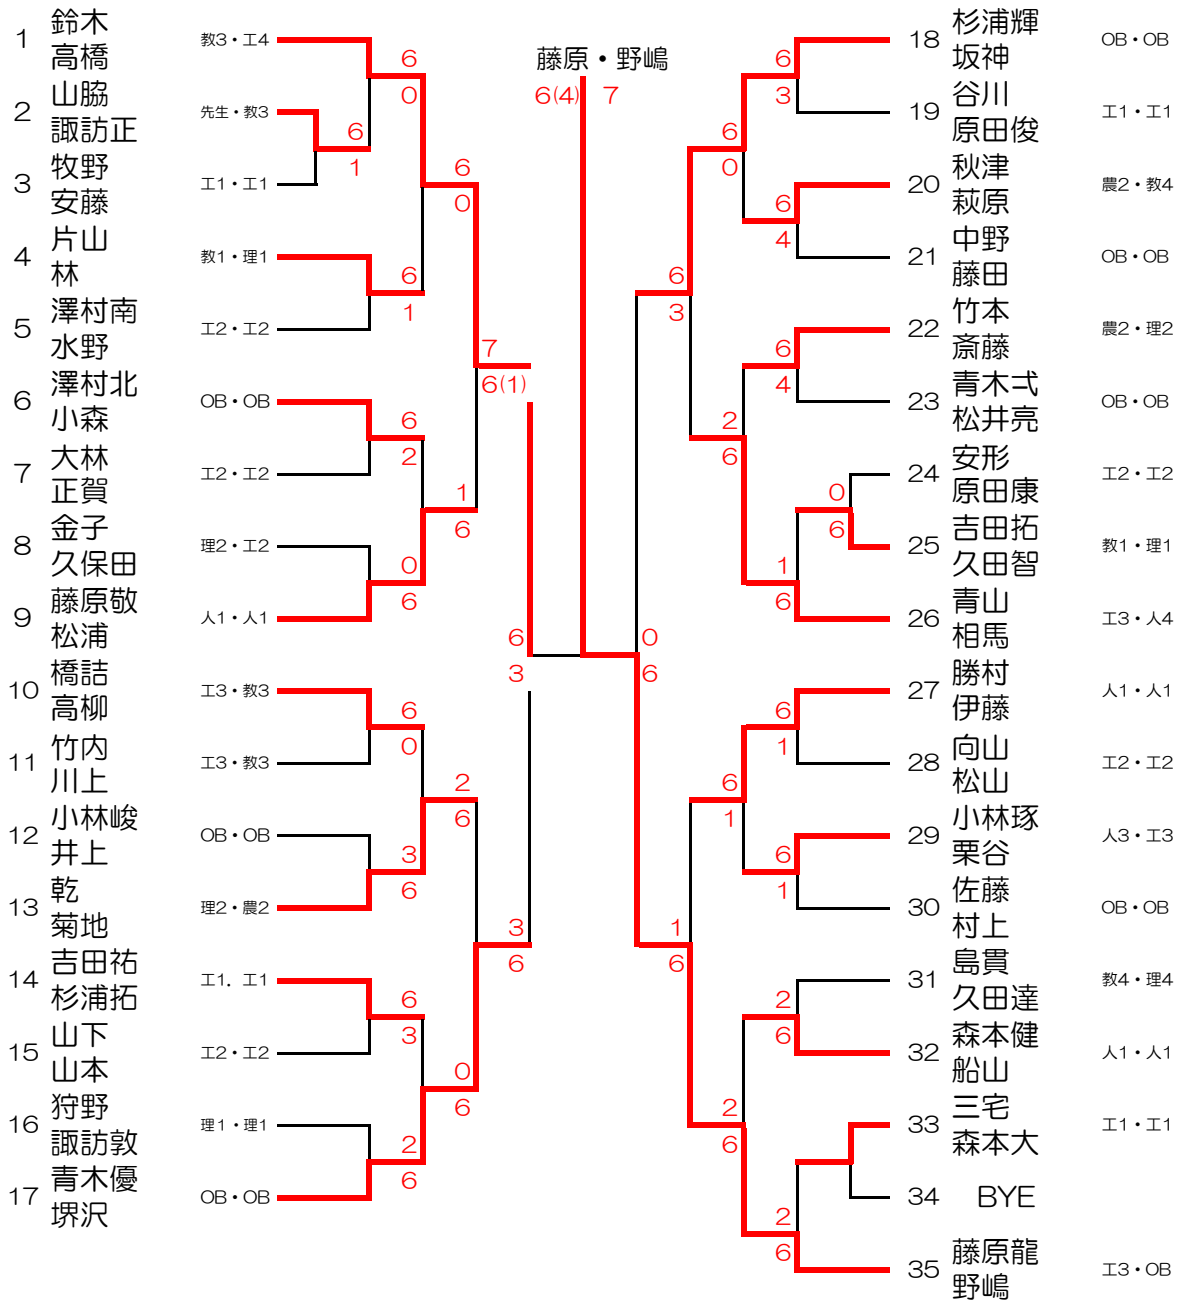 藤原・野嶋
6(4) 7
1 鈴木 高橋 教3・工4
2 山脇 諏訪正 先生・教3
3 牧野 安藤 工1・工1
4 片山 林 教1・理1
5 澤村南 水野 工2・工2
6 澤村北 小森 OB・OB
7 大林 正賀 工2・工2
8 金子 久保田 理2・工2
9 藤原敬 松浦 人1・人1
10 橋詰 高柳 工3・教3
11 竹内 川上 工3・教3
12 小林峻 井上 OB・OB
13 乾 菊地 理2・農2
14 吉田祐 杉浦拓 工1．工1
15 山下 山本 工2・工2
16 狩野 諏訪敦 理1・理1
17 青木優 堺沢 OB・OB
6
0
6
1
6
1
6
2
0
6
6
0
3
6
6
3
2
6
6
0
1
6
2
6
0
6
7
6(1)
3
6
6
3
0
6
6
3
1
6
6
0
2
6
6
1
2
6
6
3
6
4
6
4
0
6
1
6
6
1
6
1
2
6
2
6
18 杉浦輝 坂神 OB・OB
19 谷川 原田俊 工1・工1
20 秋津 萩原 農2・教4
21 中野 藤田 OB・OB
22 竹本 斎藤 農2・理2
23 青木弌 松井亮 OB・OB
24 安形 原田康 工2・工2
25 吉田拓 久田智 教1・理1
26 青山 相馬 工3・人4
27 勝村 伊藤 人1・人1
28 向山 松山 工2・工2
29 小林琢 栗谷 人3・工3
30 佐藤 村上 OB・OB
31 島貫 久田達 教4・理4
32 森本健 船山 人1・人1
33 三宅 森本大 工1・工1
34 BYE
35 藤原龍 野嶋 工3・OB